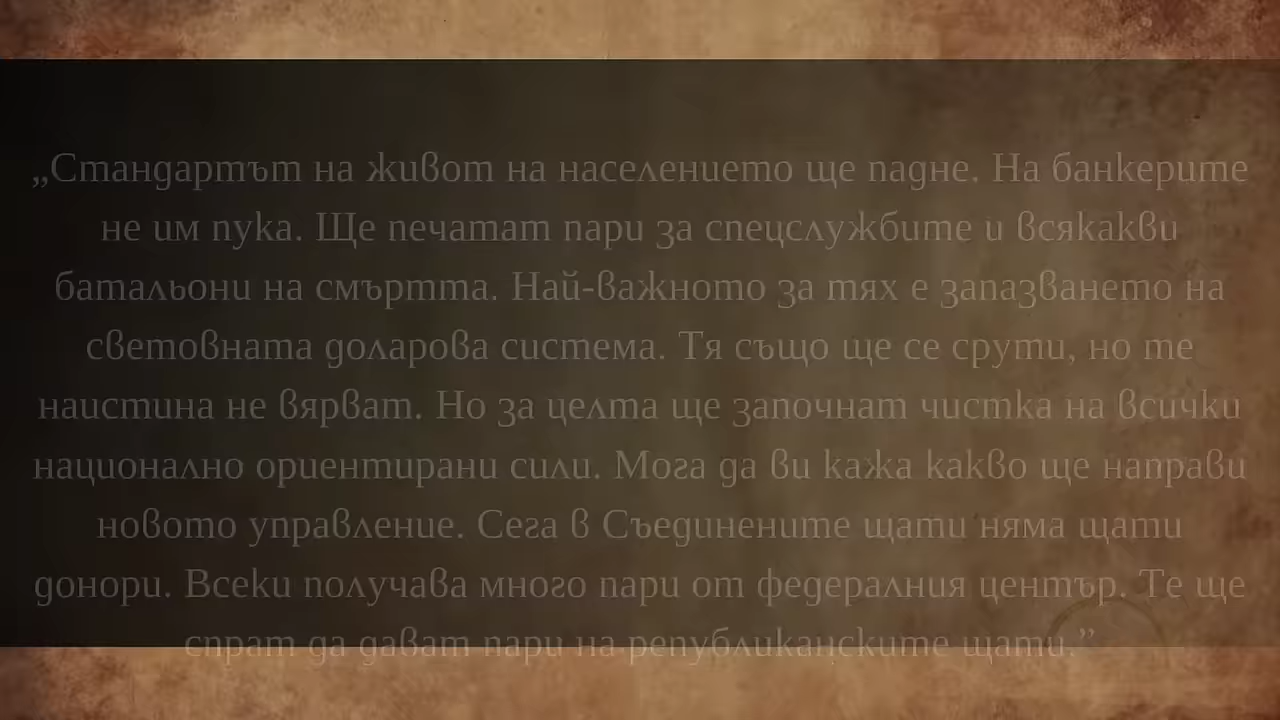 „Стандартът на живот на населението ще падне. На банкерите
не им пука. Ще печатат пари за спецслужбите и всякакви
батальони на смъртта. Най-важното за тях е запазването на
световната доларова система. Тя също ще се срути, но те
наистина не вярват. Но за целта ще започнат чистка на всички
национално ориентирани сили. Мога да ви кажа какво ще направи
новото управление. Сега в Съединените щати няма щати
донори. Всеки получава много пари от федералния център. Те ще
спрат да дават пари на републиканските щати.”